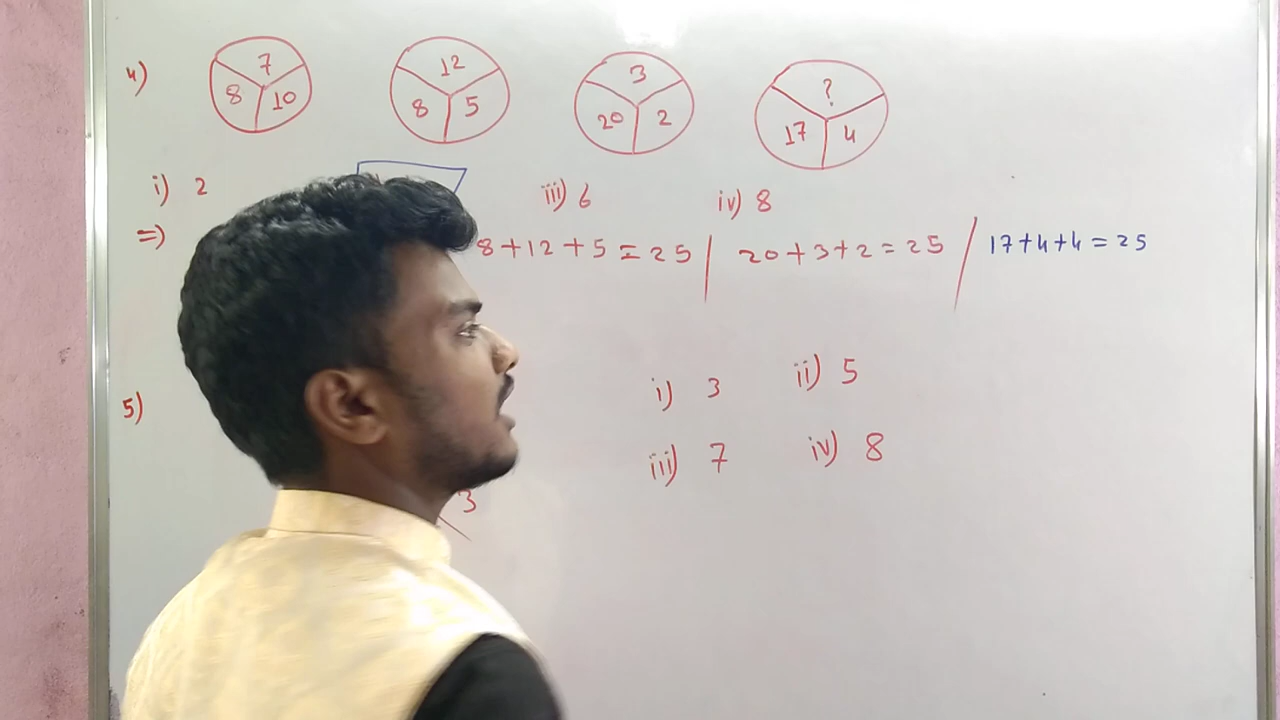 4) 7 8 10 12 8 5 3 20 2 ? 17 4
i) 2 iii) 6 iv) 8
=) 8+12+5=25 / 20+3+2=25 / 17+4+4=25
5) i) 3 ii) 5
iii) 7 iv) 8
3